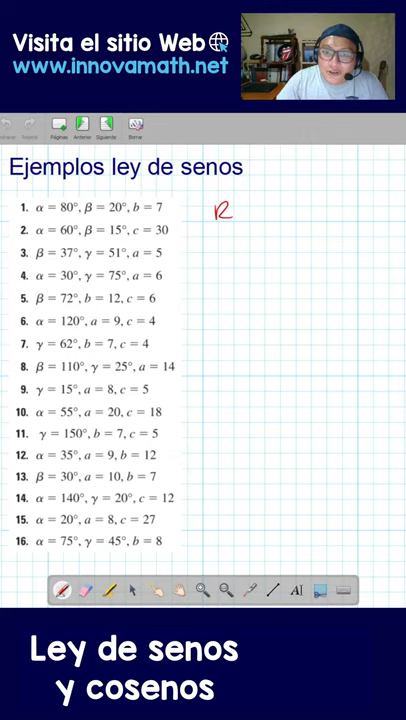 Visita el sitio Web
www.innovamath.net
Deshacer Rehacer Páginas Anterior Siguiente Borrar
Ejemplos ley de senos
1. α = 80°, β = 20°, b = 7
2. α = 60°, β = 15°, c = 30
3. β = 37°, γ = 51°, a = 5
4. α = 30°, γ = 75°, a = 6
5. β = 72°, b = 12, c = 6
6. α = 120°, a = 9, c = 4
7. γ = 62°, b = 7, c = 4
8. β = 110°, γ = 25°, a = 14
9. γ = 15°, a = 8, c = 5
10. α = 55°, a = 20, c = 18
11. γ = 150°, b = 7, c = 5
12. α = 35°, a = 9, b = 12
13. β = 30°, a = 10, b = 7
14. α = 140°, γ = 20°, c = 12
15. α = 20°, a = 8, c = 27
16. α = 75°, γ = 45°, b = 8
AI
Ley de senos
y cosenos